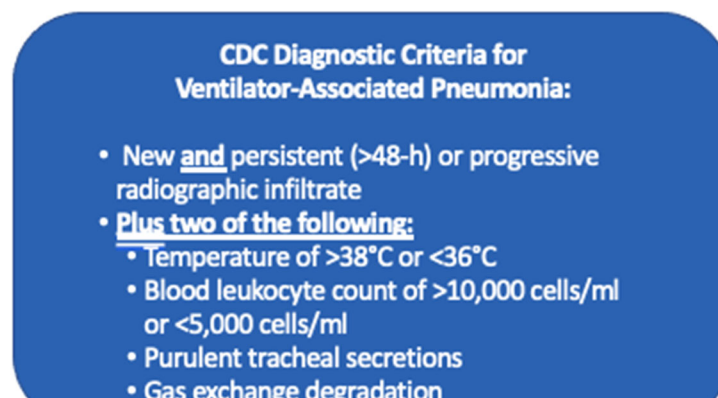 CDC Diagnostic Criteria for
Ventilator-Associated Pneumonia:
• New and persistent (>48-h) or progressive
radiographic infiltrate
• Plus two of the following:
• Temperature of >38°C or <36°C
• Blood leukocyte count of >10,000 cells/ml
or <5,000 cells/ml
• Purulent tracheal secretions
• Gas exchange degradation